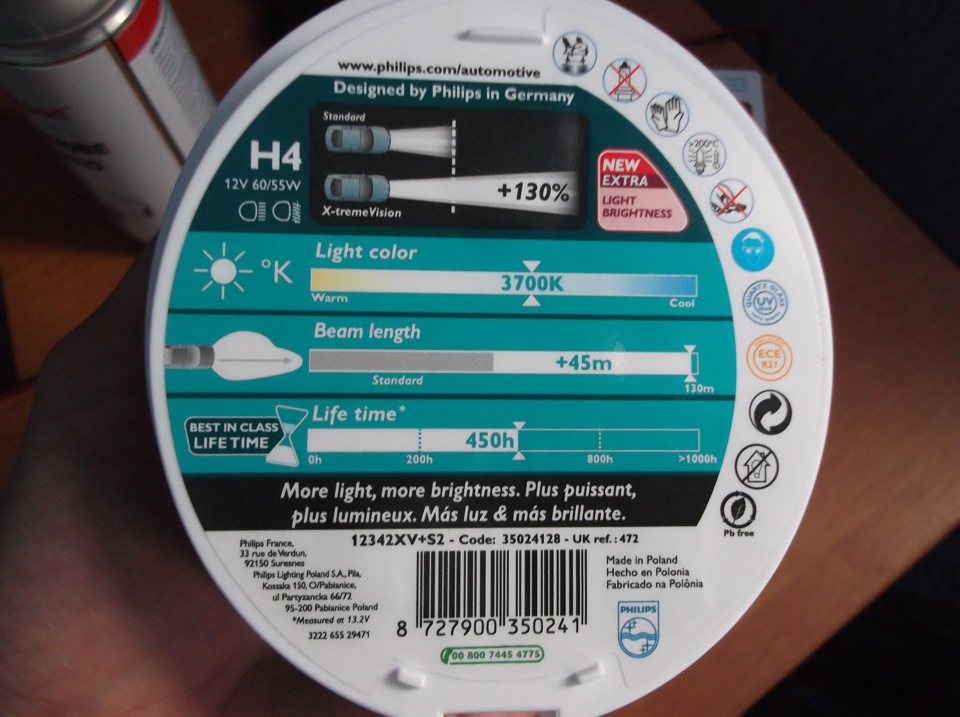 www.philips.com/automotive
Designed by Philips in Germany
Standard
H4
12V 60/55W
+130%
X-tremeVision
NEW
EXTRA
LIGHT
BRIGHTNESS
>200°C
Light color
°K
3700K
Warm
Cool
QUARTZ GLASS
UV
Beam length
+45m
Standard
130m
ECE
R37
Life time*
BEST IN CLASS
LIFE TIME
450h
0h
200h
800h
>1000h
More light, more brightness. Plus puissant,
plus lumineux. Más luz & más brillante.
Pb free
12342XV+S2 - Code: 35024128 - UK ref.: 472
Philips France,
33 rue de Verdun,
92150 Suresnes
Philips Lighting Poland S.A., Pila,
Kossaka 150, O/Pabianice,
ul Partyzancka 66/72
95-200 Pabianice Poland
*Measured at 13.2V
3222 655 29471
8 727900 350241
Made in Poland
Hecho en Polonia
Fabricado na Polônia
PHILIPS
00 800 7445 4775